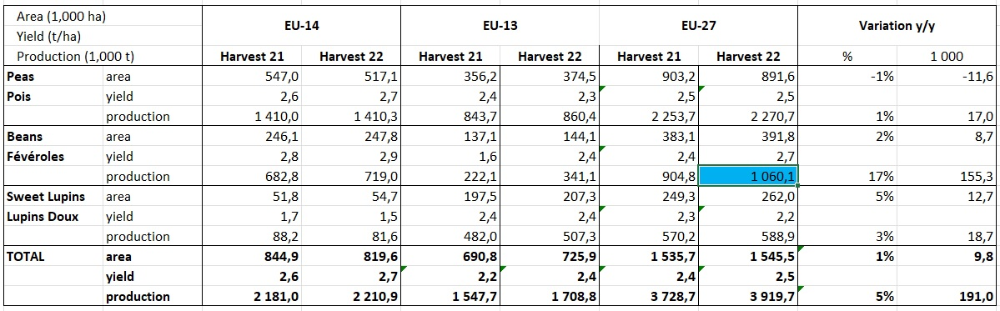 Area (1,000 ha) EU-14 EU-13 EU-27 Variation y/y
Yield (t/ha)
Production (1,000 t) Harvest 21 Harvest 22 Harvest 21 Harvest 22 Harvest 21 Harvest 22 % 1 000
Peas area 547,0 517,1 356,2 374,5 903,2 891,6 -1% -11,6
Pois yield 2,6 2,7 2,4 2,3 2,5 2,5
production 1 410,0 1 410,3 843,7 860,4 2 253,7 2 270,7 1% 17,0
Beans area 246,1 247,8 137,1 144,1 383,1 391,8 2% 8,7
Févéroles yield 2,8 2,9 1,6 2,4 2,4 2,7
production 682,8 719,0 222,1 341,1 904,8 1 060,1 17% 155,3
Sweet Lupins area 51,8 54,7 197,5 207,3 249,3 262,0 5% 12,7
Lupins Doux yield 1,7 1,5 2,4 2,4 2,3 2,2
production 88,2 81,6 482,0 507,3 570,2 588,9 3% 18,7
TOTAL area 844,9 819,6 690,8 725,9 1 535,7 1 545,5 1% 9,8
yield 2,6 2,7 2,2 2,4 2,4 2,5
production 2 181,0 2 210,9 1 547,7 1 708,8 3 728,7 3 919,7 5% 191,0